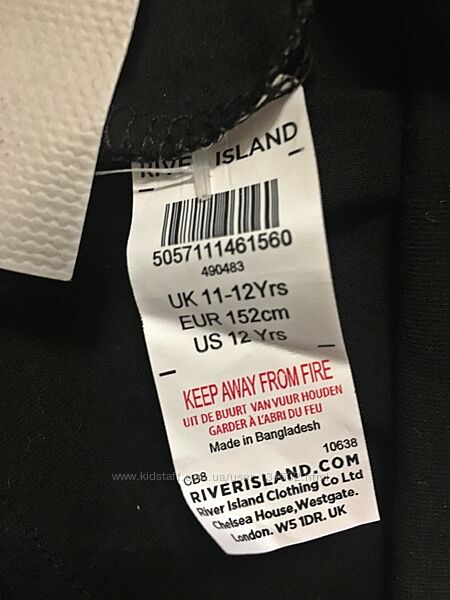 RIVER ISLAND
5057111461560
490483
UK 11-12Yrs
EUR 152cm
US 12 Yrs
KEEP AWAY FROM FIRE
UIT DE BUURT VAN VUUR HOUDEN
GARDER À L'ABRI DU FEU
Made in Bangladesh
CB8 10638
RIVERISLAND.COM
River Island Clothing Co Ltd
Chelsea House, Westgate.
London. W5 1DR. UK